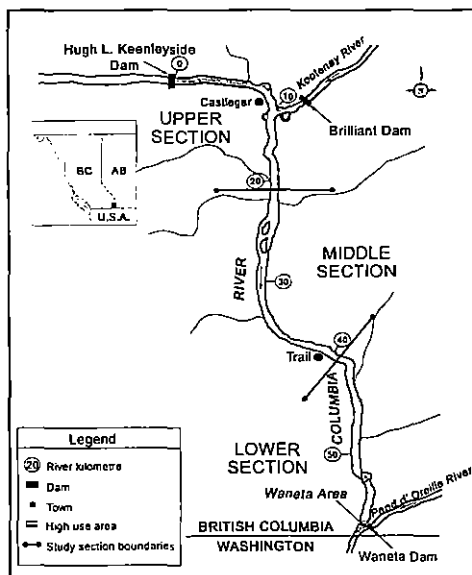 Hugh L. Keenleyside
Dam
0
Castlegar
10
Kootenay River
UPPER
SECTION
Brilliant Dam
BC
AB
U.S.A.
20
MIDDLE
SECTION
RIVER
30
40
Trail
COLUMBIA
LOWER
SECTION
50
Waneta Area
Pend d' Oreille River
BRITISH COLUMBIA
WASHINGTON
Waneta Dam
Legend
20 River kilometre
Dam
Town
High use area
Study section boundaries